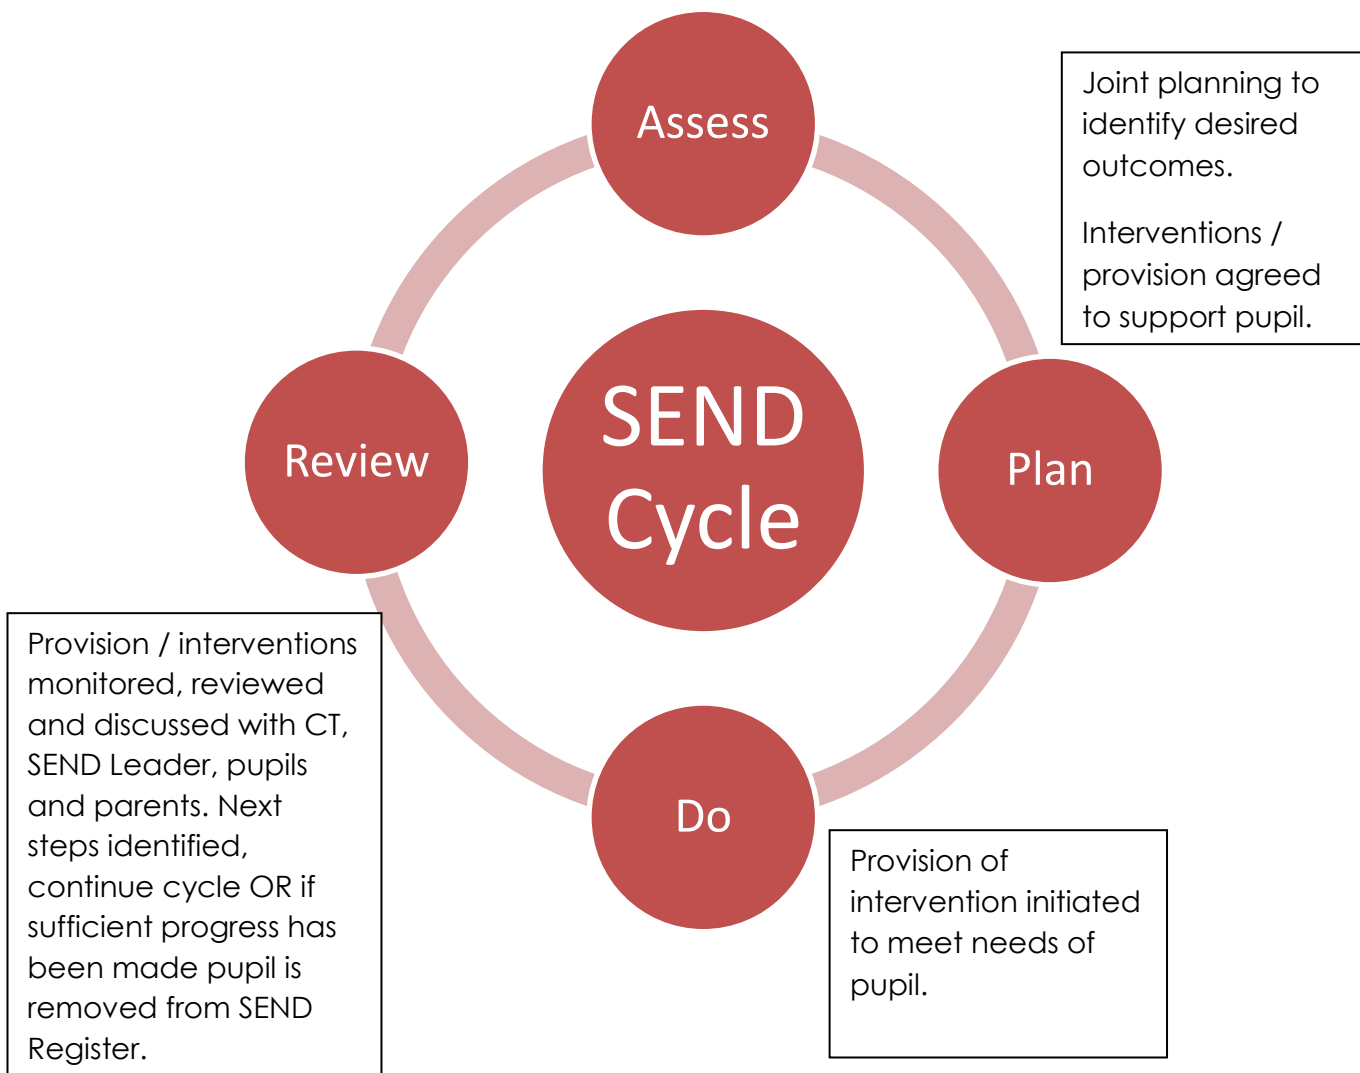 Assess
Joint planning to
identify desired
outcomes.
Interventions /
provision agreed
to support pupil.
SEND
Cycle
Review
Plan
Provision / interventions
monitored, reviewed
and discussed with CT,
SEND Leader, pupils
and parents. Next
steps identified,
continue cycle OR if
sufficient progress has
been made pupil is
removed from SEND
Register.
Do
Provision of
intervention initiated
to meet needs of
pupil.